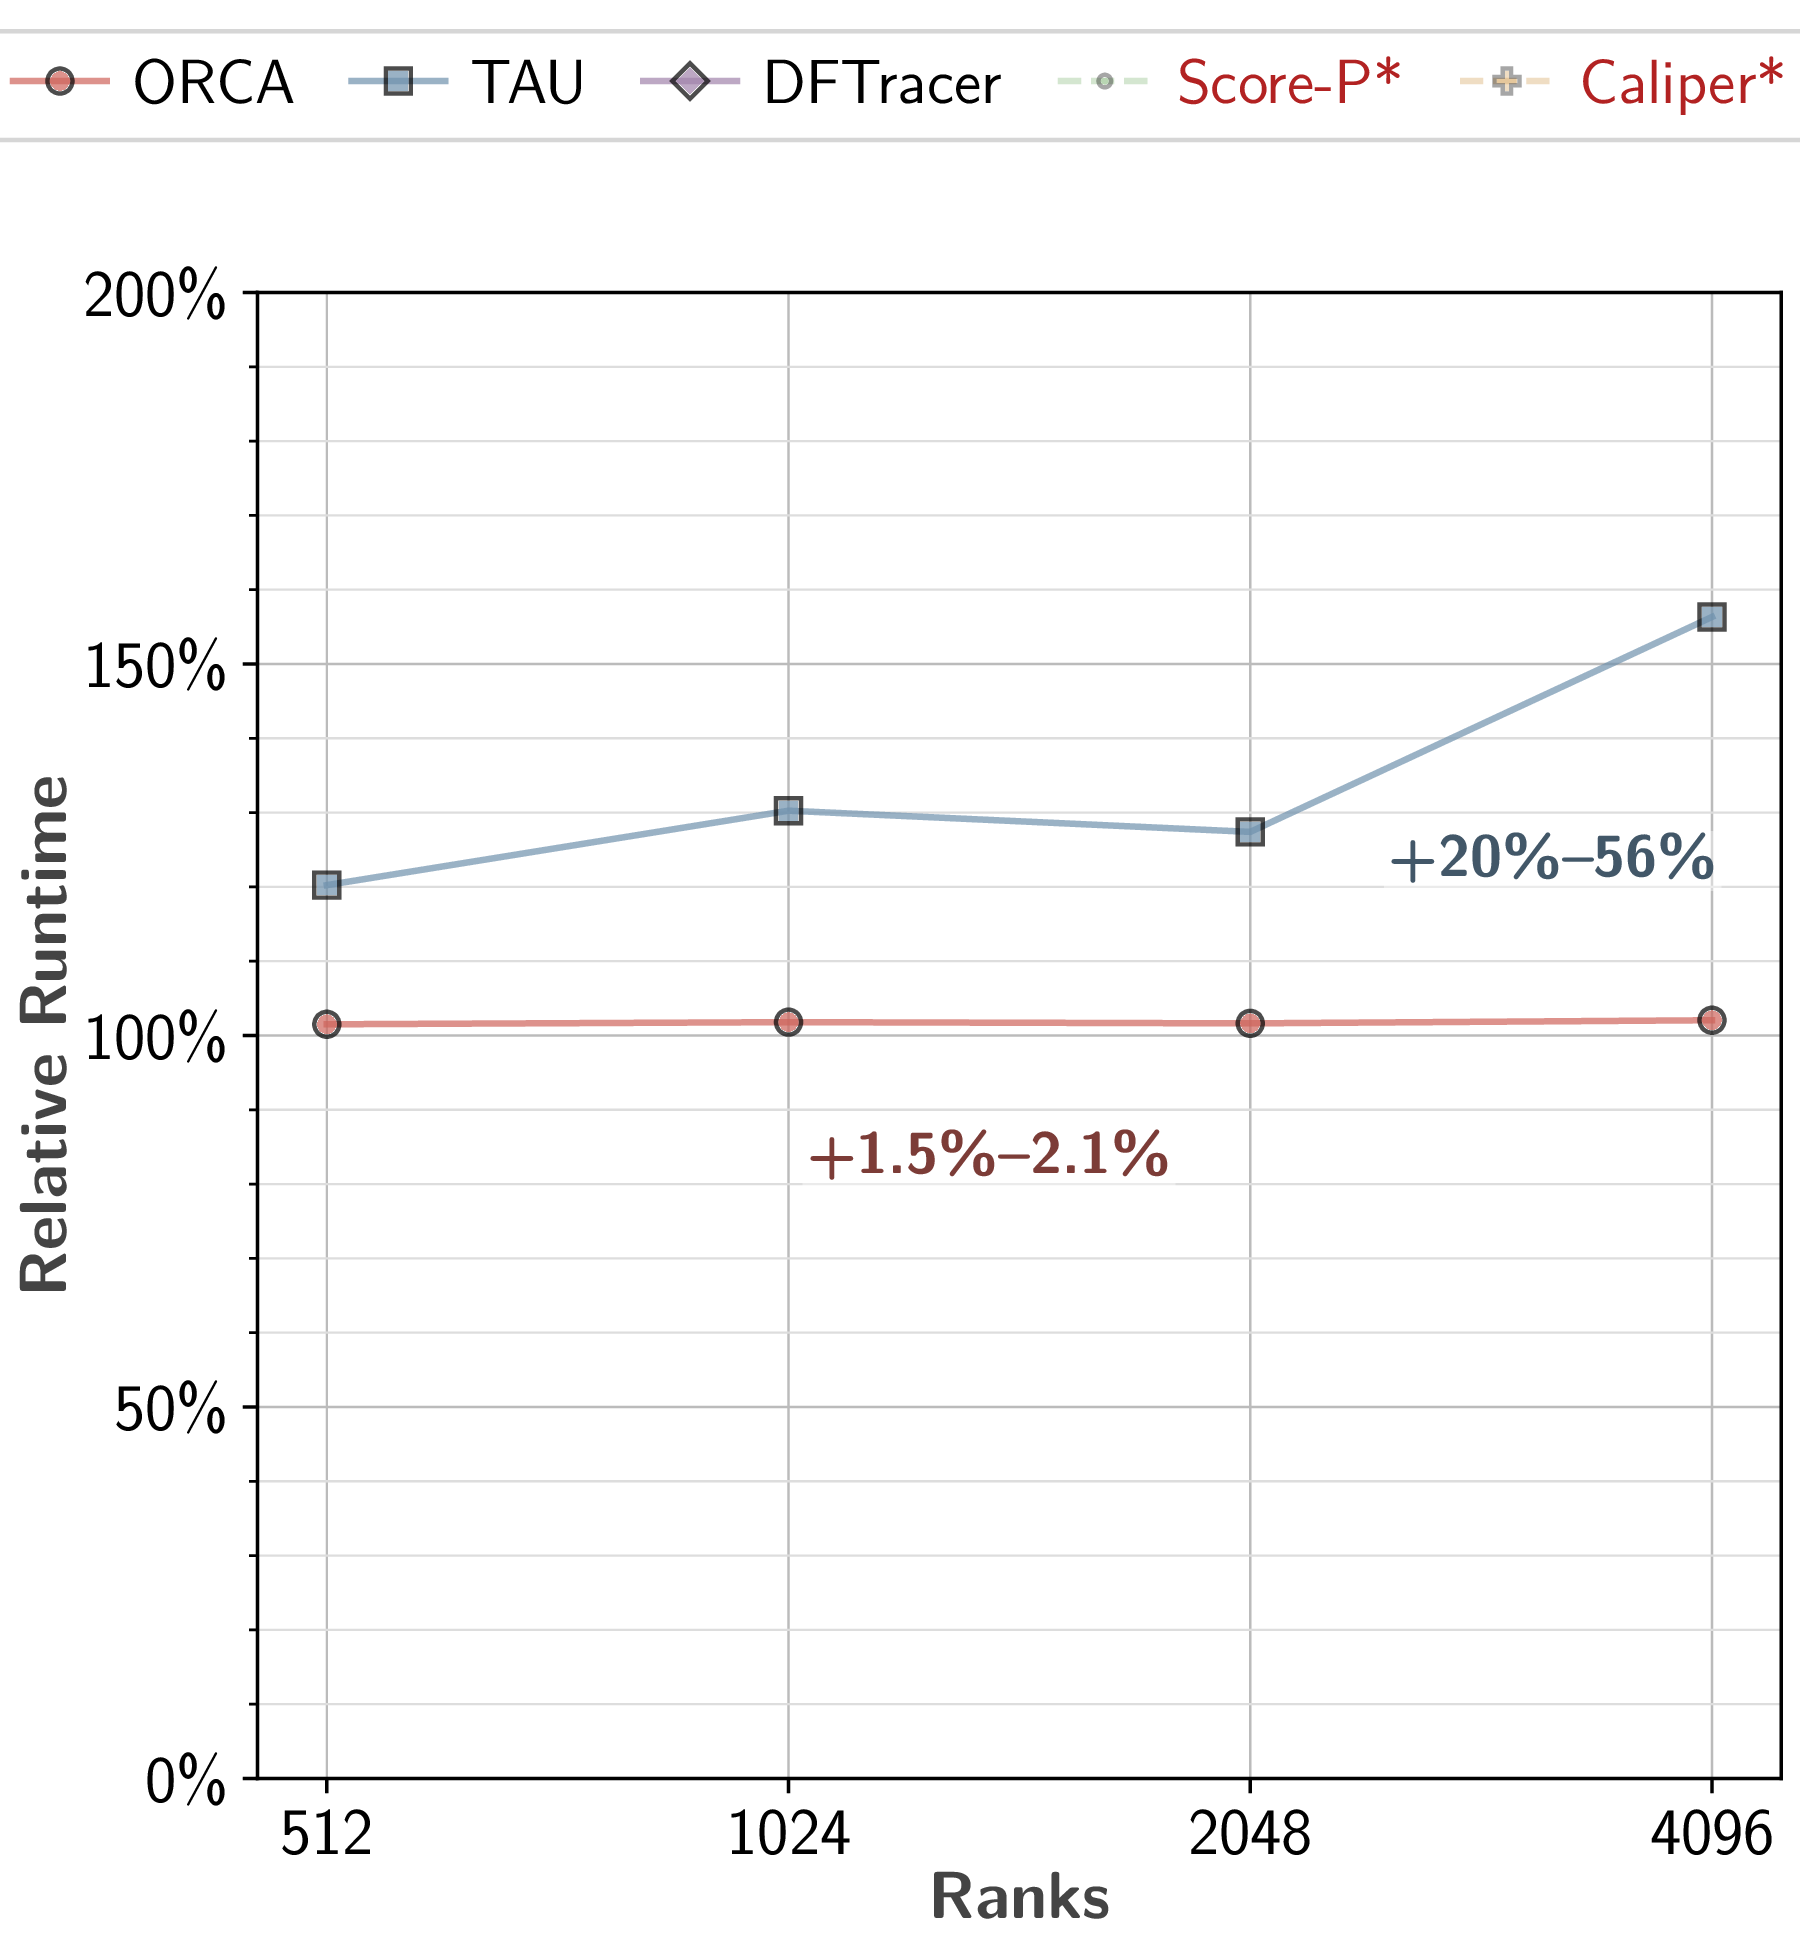 ORCA TAU DFTracer Score-P* Caliper*
200%
150%
+20%–56%
100%
+1.5%–2.1%
50%
0%
Relative Runtime
512 1024 2048 4096
Ranks